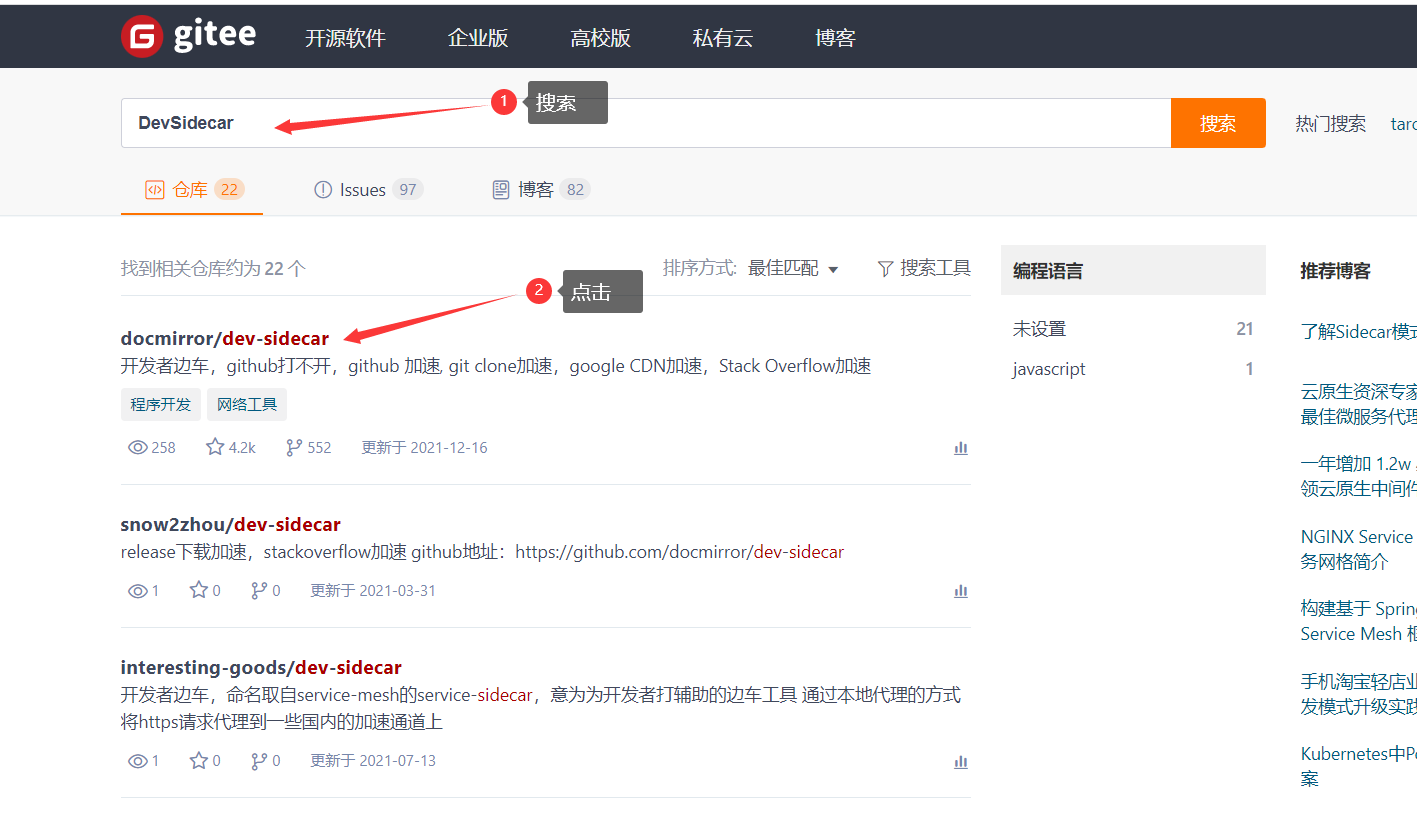 gitee 开源软件 企业版 高校版 私有云 博客
1 搜索
DevSidecar 搜索 热门搜索
仓库 22 Issues 97 博客 82
找到相关仓库约为 22 个 排序方式: 最佳匹配 搜索工具
2 点击
docmirror/dev-sidecar
开发者边车，github打不开，github 加速, git clone加速，google CDN加速，Stack Overflow加速
程序开发 网络工具
258 4.2k 552 更新于 2021-12-16
snow2zhou/dev-sidecar
release下载加速，stackoverflow加速 github地址：https://github.com/docmirror/dev-sidecar
1 0 0 更新于 2021-03-31
interesting-goods/dev-sidecar
开发者边车，命名取自service-mesh的service-sidecar，意为为开发者打辅助的边车工具 通过本地代理的方式
将https请求代理到一些国内的加速通道上
1 0 0 更新于 2021-07-13
编程语言
未设置 21
javascript 1
推荐博客
了解Sidecar模式
云原生资深专家
最佳微服务代理
一年增加 1.2w
领云原生中间件
NGINX Service
务网格简介
构建基于 Spring
Service Mesh
手机淘宝轻店业
发模式升级实践
Kubernetes中
案